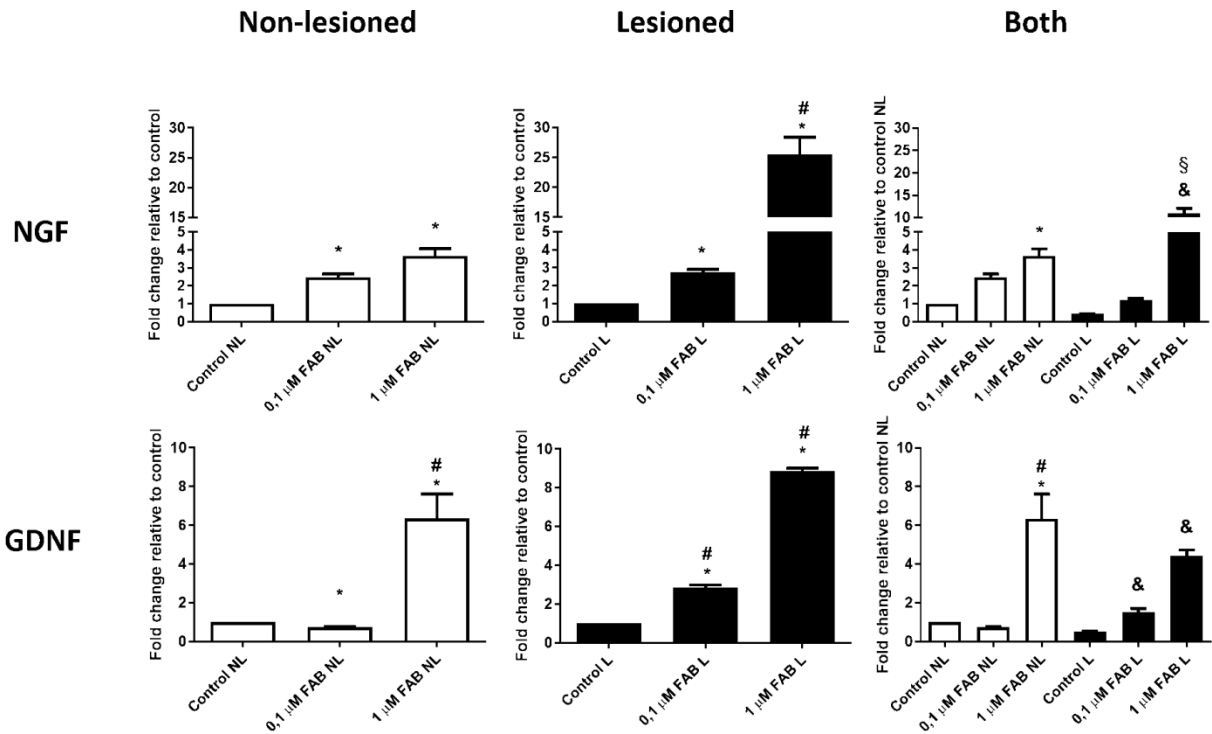 Non-lesioned
Lesioned
Both
NGF
Fold change relative to control
30
25
20
15
5
4
3
2
1
0
*
*
Control NL
0,1 µM FAB NL
1 µM FAB NL
Fold change relative to control
30
25
20
15
5
4
3
2
1
0
*
#
*
Control L
0,1 µM FAB L
1 µM FAB L
Fold change relative to control NL
30
25
20
15
10
5
4
3
2
1
0
*
§
&
Control NL
0,1 µM FAB NL
1 µM FAB NL
Control L
0,1 µM FAB L
1 µM FAB L
GDNF
Fold change relative to control
10
8
6
4
2
0
*
#
*
Control NL
0,1 µM FAB NL
1 µM FAB NL
Fold change relative to control
10
8
6
4
2
0
#
*
#
*
Control L
0,1 µM FAB L
1 µM FAB L
Fold change relative to control NL
10
8
6
4
2
0
#
*
&
&
Control NL
0,1 µM FAB NL
1 µM FAB NL
Control L
0,1 µM FAB L
1 µM FAB L